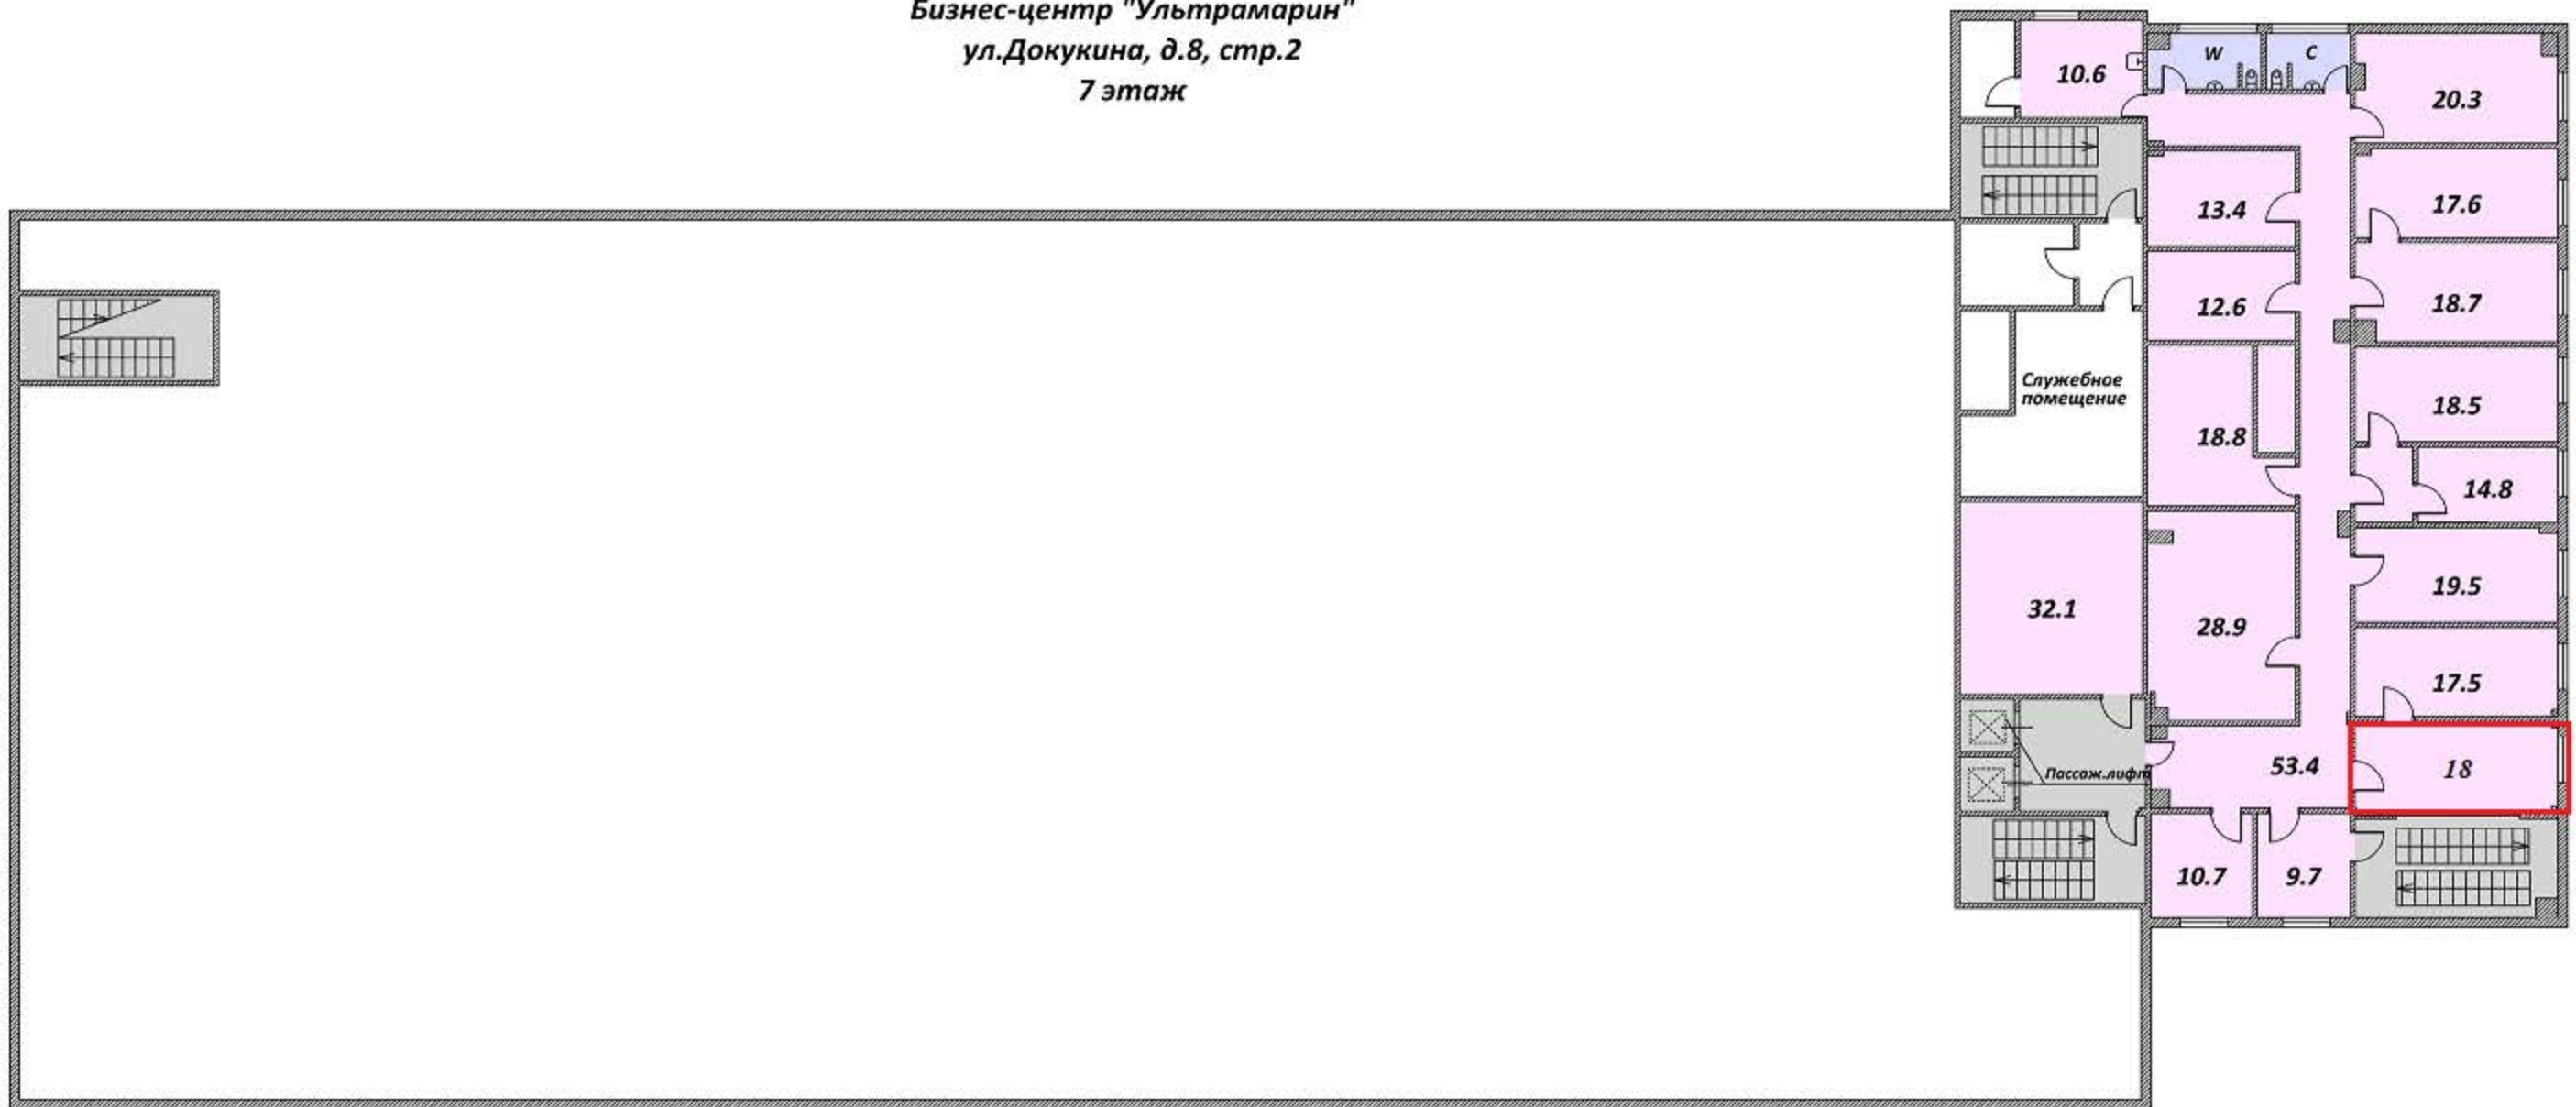 Бизнес-центр "Ультрамарин"
ул.Докукина, д.8, стр.2
7 этаж
10.6
W
C
20.3
13.4
17.6
12.6
18.7
Служебное
помещение
18.8
18.5
14.8
32.1
28.9
19.5
17.5
Пассаж.лифт
53.4
18
10.7
9.7